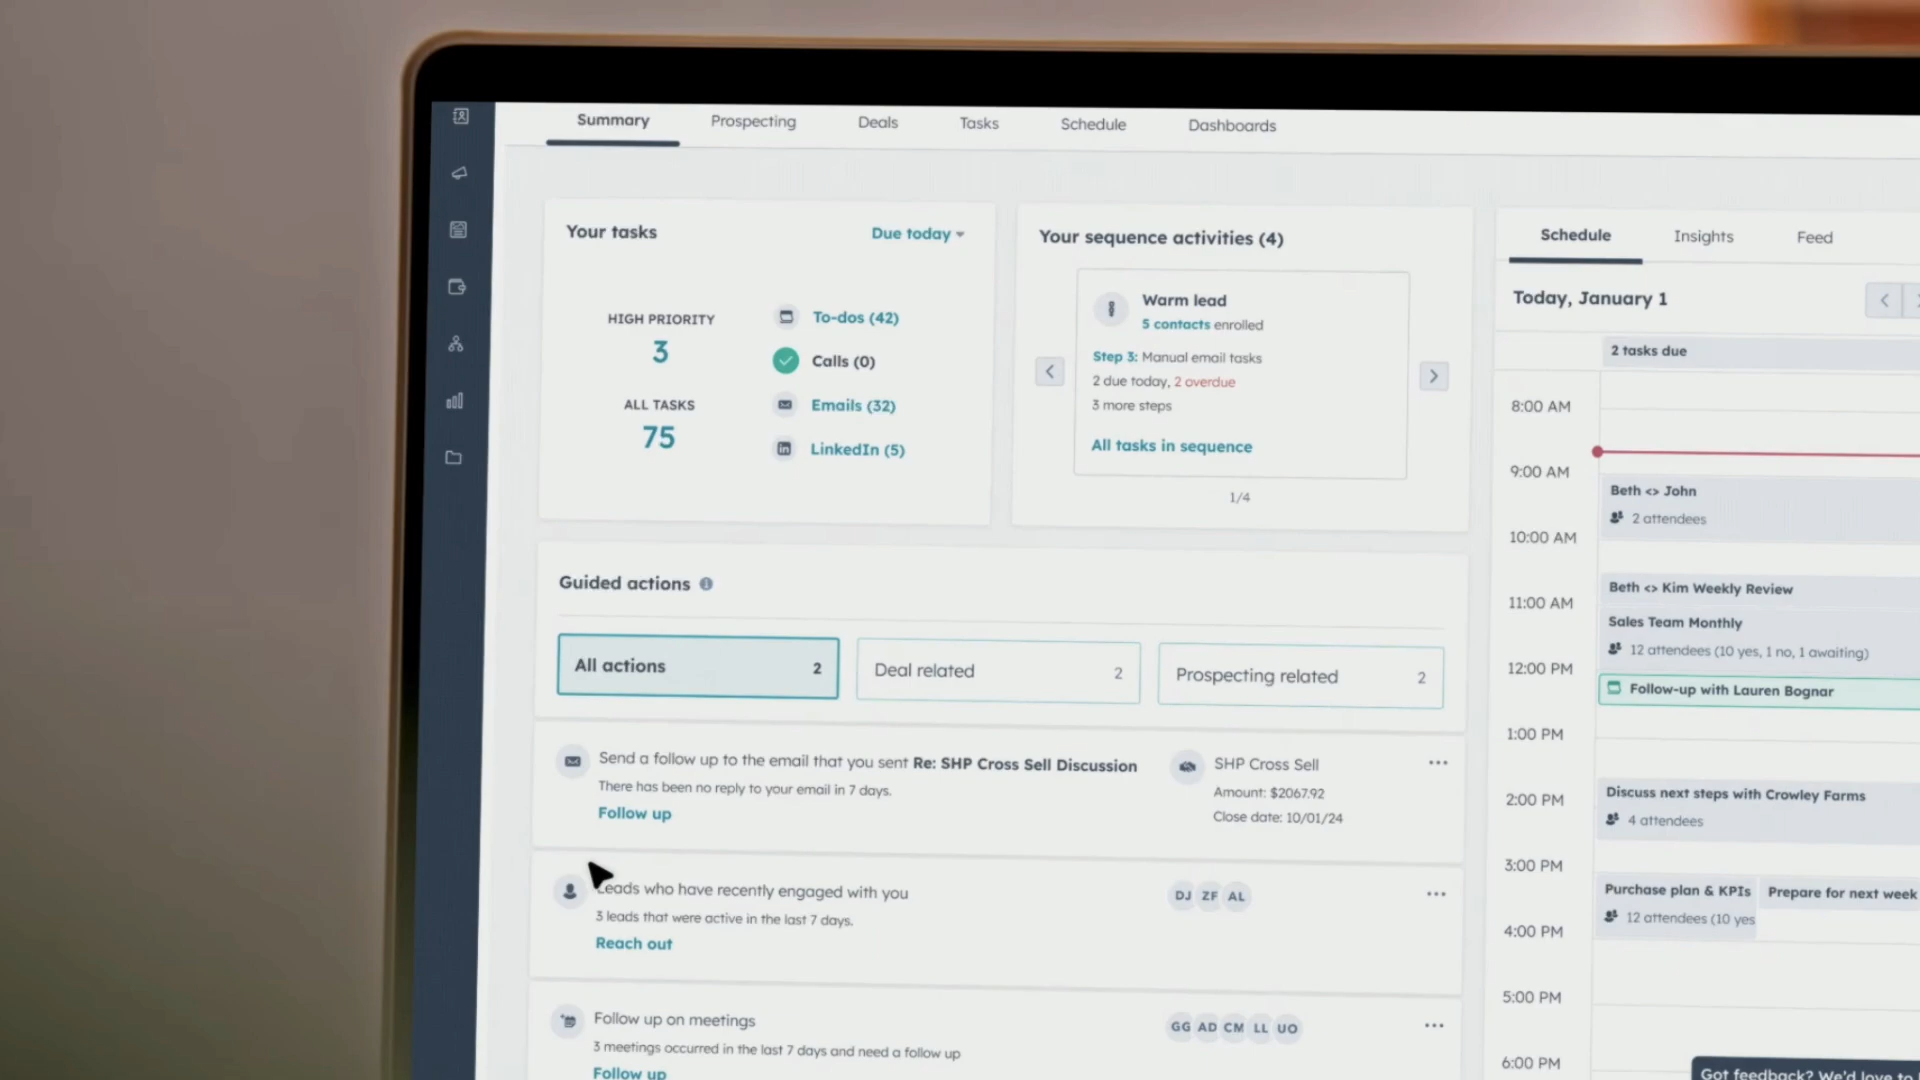 Summary
Prospecting
Deals
Tasks
Schedule
Dashboards
Your tasks
Due today
HIGH PRIORITY
3
ALL TASKS
75
To-dos (42)
Calls (0)
Emails (32)
LinkedIn (5)
Your sequence activities (4)
Warm lead
5 contacts enrolled
Step 3: Manual email tasks
2 due today, 2 overdue
3 more steps
All tasks in sequence
1/4
Guided actions
All actions 2
Deal related 2
Prospecting related 2
Send a follow up to the email that you sent Re: SHP Cross Sell Discussion
There has been no reply to your email in 7 days.
Follow up
SHP Cross Sell
Amount: $2067.92
Close date: 10/01/24
Leads who have recently engaged with you
3 leads that were active in the last 7 days.
Reach out
DJ ZF AL
Follow up on meetings
3 meetings occurred in the last 7 days and need a follow up
Follow up
GG AD CM LL UO
Schedule
Insights
Feed
Today, January 1
2 tasks due
8:00 AM
9:00 AM
Beth <> John
2 attendees
10:00 AM
Beth <> Kim Weekly Review
11:00 AM
Sales Team Monthly
12 attendees (10 yes, 1 no, 1 awaiting)
12:00 PM
Follow-up with Lauren Bognar
1:00 PM
Discuss next steps with Crowley Farms
2:00 PM
4 attendees
3:00 PM
Purchase plan & KPIs
Prepare for next week
12 attendees (10 yes
4:00 PM
5:00 PM
6:00 PM
Got feedback? We'd love to